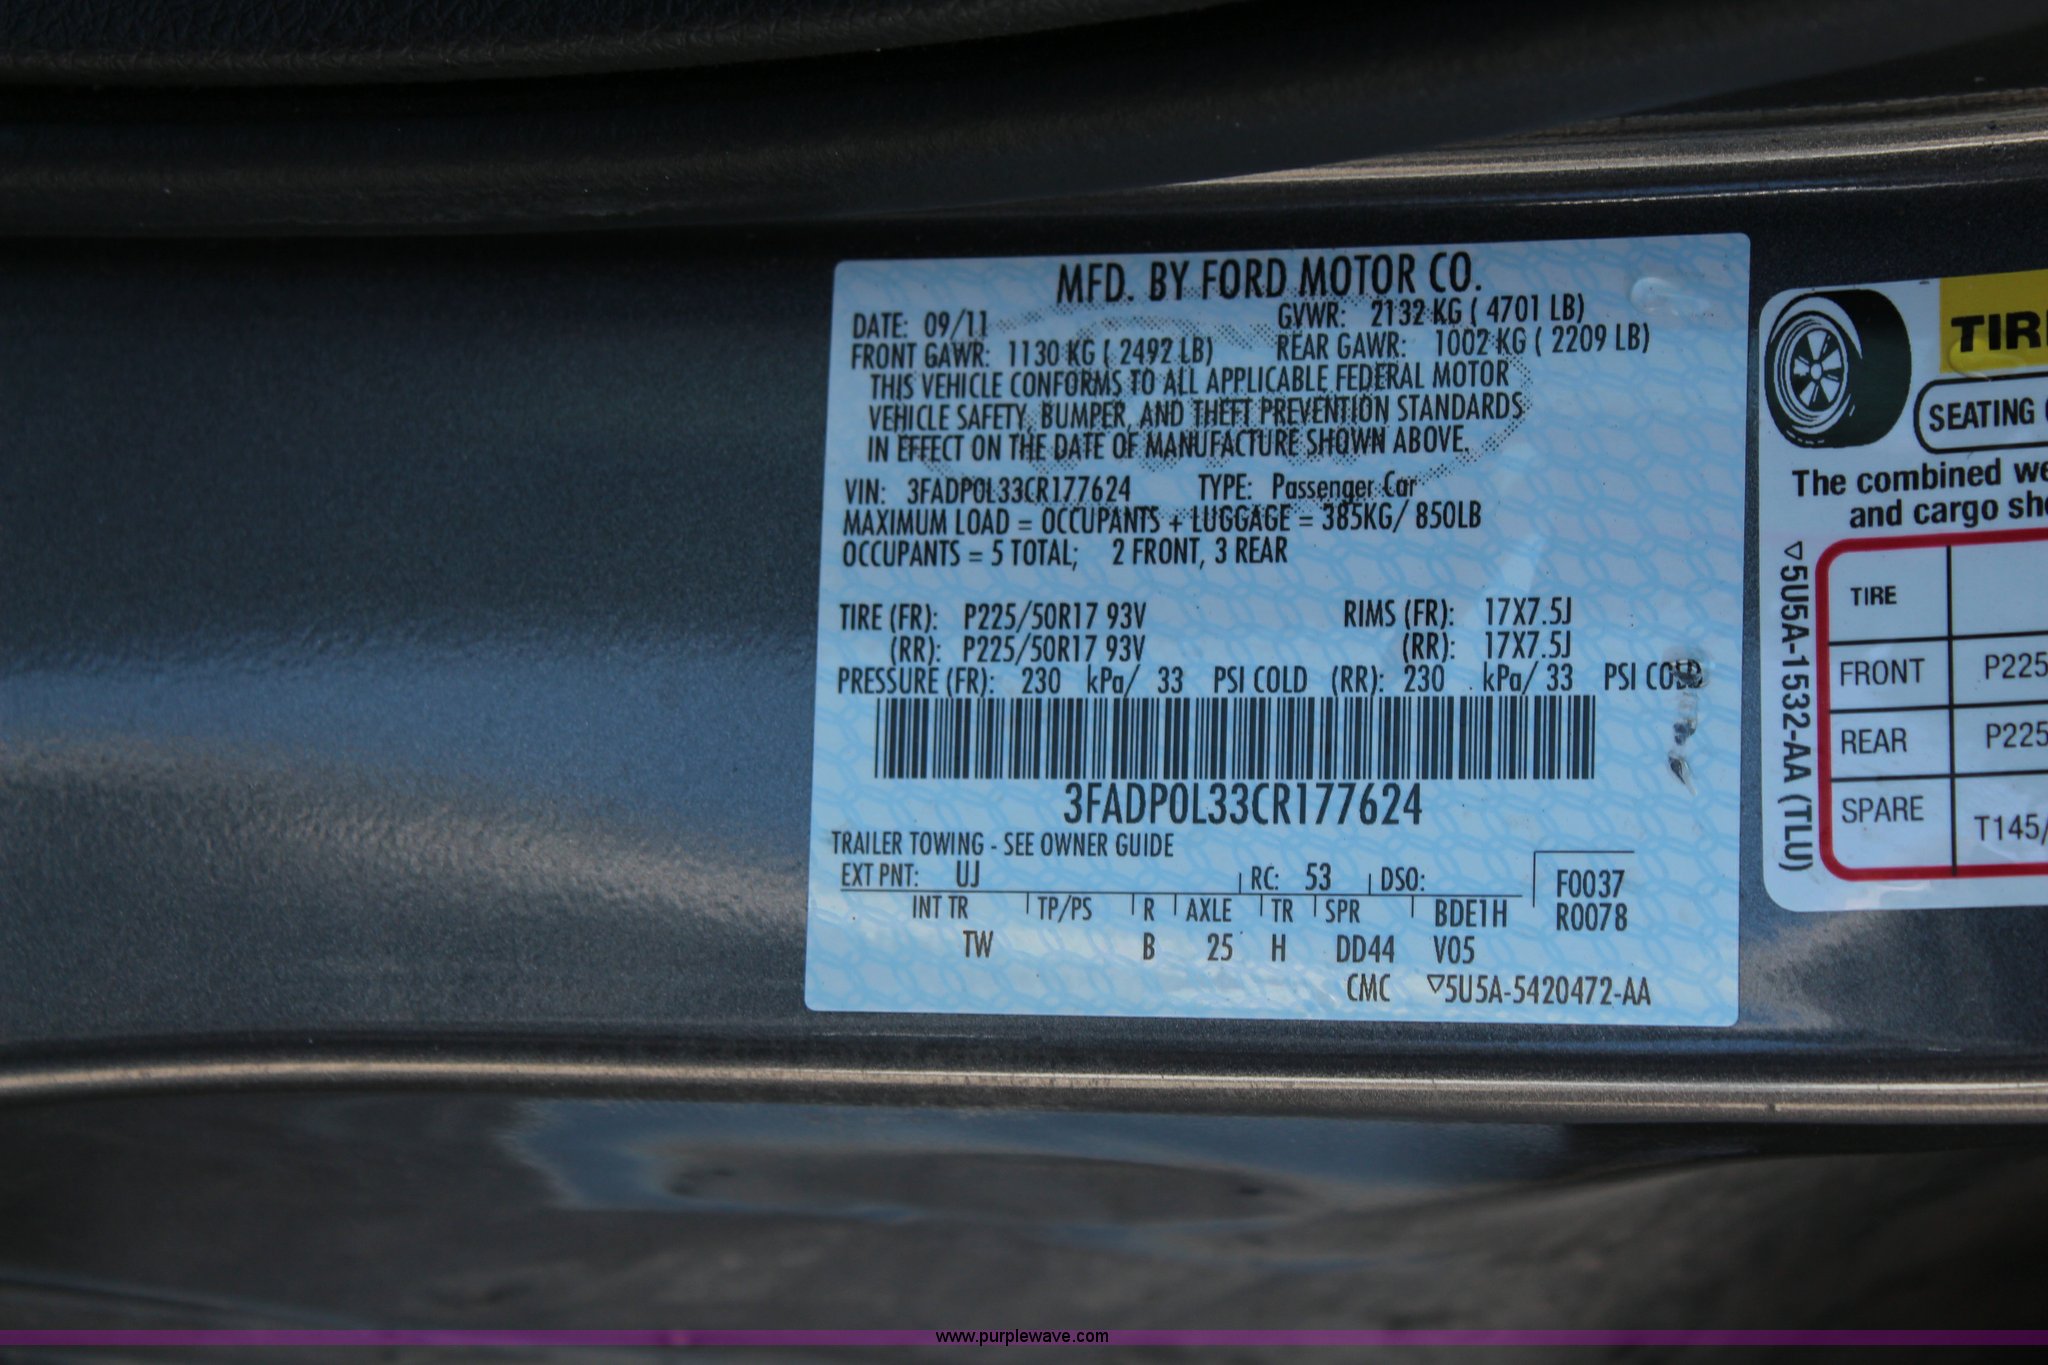 MFD. BY FORD MOTOR CO.
DATE: 09/11 GVWR: 2132 KG ( 4701 LB)
FRONT GAWR: 1130 KG ( 2492 LB) REAR GAWR: 1002 KG ( 2209 LB)
THIS VEHICLE CONFORMS TO ALL APPLICABLE FEDERAL MOTOR
VEHICLE SAFETY, BUMPER, AND THEFT PREVENTION STANDARDS
IN EFFECT ON THE DATE OF MANUFACTURE SHOWN ABOVE.
VIN: 3FADP0L33CR177624 TYPE: Passenger Car
MAXIMUM LOAD = OCCUPANTS + LUGGAGE = 385KG/ 850LB
OCCUPANTS = 5 TOTAL; 2 FRONT, 3 REAR
TIRE (FR): P225/50R17 93V RIMS (FR): 17X7.5J
(RR): P225/50R17 93V (RR): 17X7.5J
PRESSURE (FR): 230 kPa/ 33 PSI COLD (RR): 230 kPa/ 33 PSI COLD
3FADP0L33CR177624
TRAILER TOWING - SEE OWNER GUIDE
EXT PNT: UJ RC: 53 DSO: F0037
INT TR TP/PS R AXLE TR SPR BDE1H R0078
TW B 25 H DD44 V05
CMC ▽5U5A-5420472-AA
TIR
SEATING
The combined we
and cargo sh
▽5U5A-1532-AA (TLU)
TIRE
FRONT P225
REAR P225
SPARE T145/
www.purplewave.com